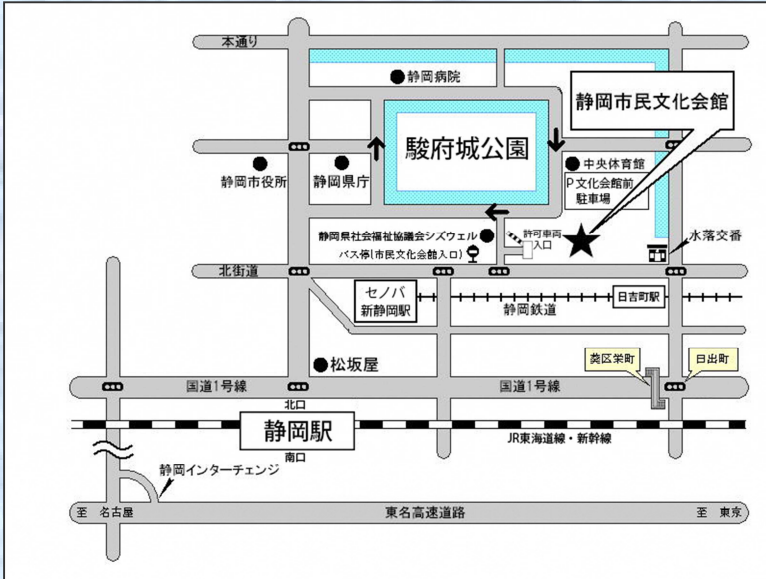 本通り
静岡病院
静岡市民文化会館
駿府城公園
静岡市役所
静岡県庁
中央体育館
P文化会館前
駐車場
静岡県社会福祉協議会シズウェル
バス停(市民文化会館入口)
許可車両
入口
水落交番
北街道
セノバ
新静岡駅
日吉町駅
静岡鉄道
松坂屋
葵区栄町
日出町
国道1号線
国道1号線
北口
静岡駅
南口
JR東海道線・新幹線
静岡インターチェンジ
至 名古屋
東名高速道路
至 東京